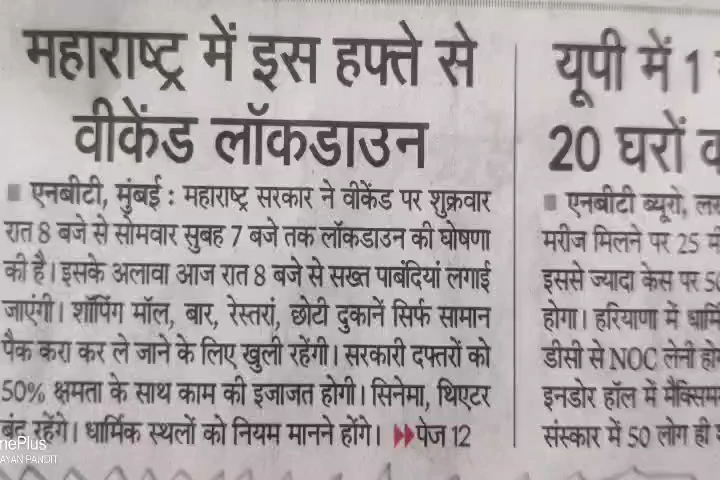 महाराष्ट्र में इस हफ्ते से
वीकेंड लॉकडाउन
एनबीटी, मुंबई : महाराष्ट्र सरकार ने वीकेंड पर शुक्रवार
रात 8 बजे से सोमवार सुबह 7 बजे तक लॉकडाउन की घोषणा
की है। इसके अलावा आज रात 8 बजे से सख्त पाबंदियां लगाई
जाएंगी। शॉपिंग मॉल, बार, रेस्तरां, छोटी दुकानें सिर्फ सामान
पैक करा कर ले जाने के लिए खुली रहेंगी। सरकारी दफ्तरों को
50% क्षमता के साथ काम की इजाजत होगी। सिनेमा, थिएटर
बंद रहेंगे। धार्मिक स्थलों को नियम मानने होंगे। पेज 12
यूपी में 1
20 घरों
एनबीटी ब्यूरो,
मरीज मिलने पर 25
इससे ज्यादा केस पर
होगा। हरियाणा में
डीसी से NOC लेनी
इनडोर हॉल में
संस्कार में 50 लोग ही
AYAN PANDIT